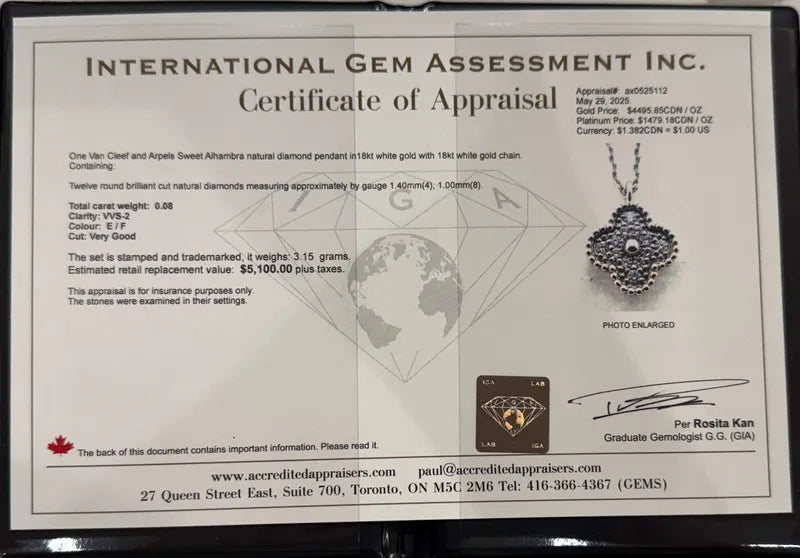 INTERNATIONAL GEM ASSESSMENT INC.
Certificate of Appraisal
Appraisal#: ax0525112
May 29, 2025
Gold Price: $4495.85CDN / OZ
Platinum Price: $1479.18CDN / OZ
Currency: $1.382CDN = $1.00 US
One Van Cleef and Arpels Sweet Alhambra natural diamond pendant in18kt white gold with 18kt white gold chain.
Containing:
Twelve round brilliant cut natural diamonds measuring approximately by gauge 1.40mm(4), 1.00mm(8).
I G A
Total carat weight: 0.08
Clarity: VVS-2
Colour: E / F
Cut: Very Good
The set is stamped and trademarked, it weighs: 3.15 grams.
Estimated retail replacement value: $5,100.00 plus taxes.
This appraisal is for insurance purposes only.
The stones were examined in their settings.
PHOTO ENLARGED
IGA LAB
I G A
LAB IGA
Per Rosita Kan
Graduate Gemologist G.G. (GIA)
The back of this document contains important information. Please read it.
www.accreditedappraisers.com paul@accreditedappraisers.com
27 Queen Street East, Suite 700, Toronto, ON M5C 2M6 Tel: 416-366-4367 (GEMS)